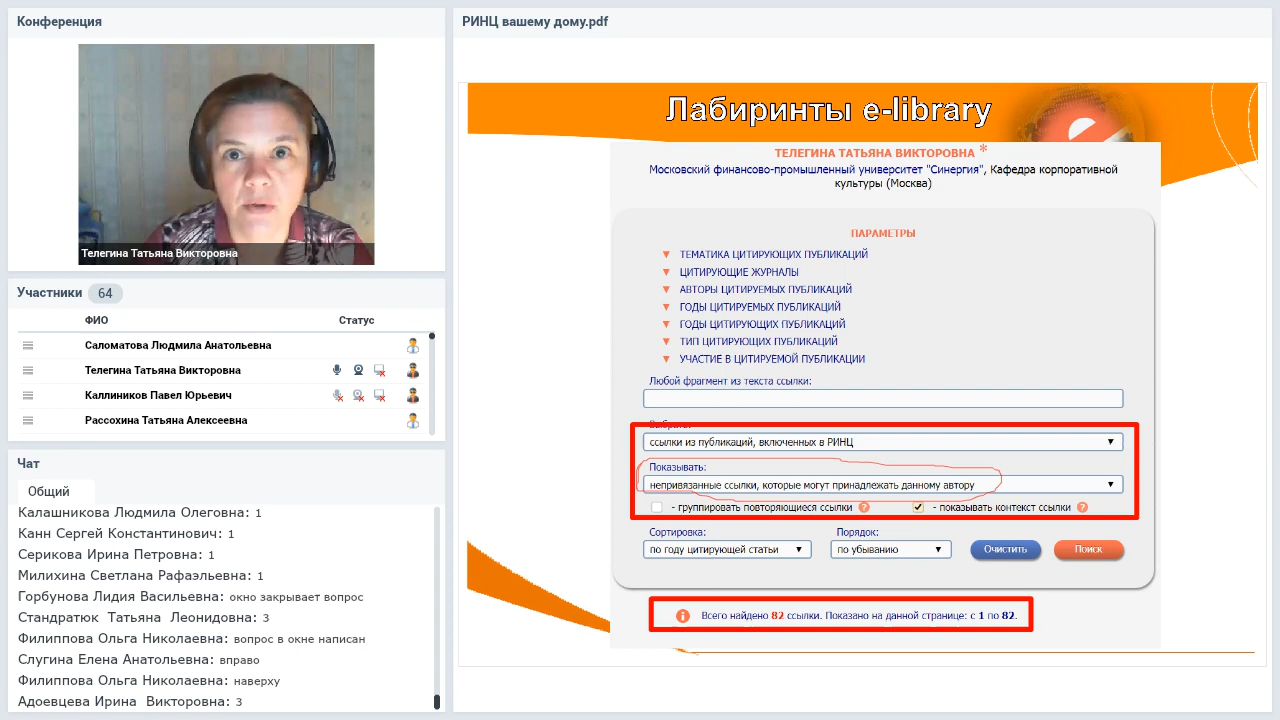 Конференция
Телегина Татьяна Викторовна
Участники 64
ФИО Статус
Саломатова Людмила Анатольевна
Телегина Татьяна Викторовна
Каллиников Павел Юрьевич
Рассохина Татьяна Алексеевна
Чат
Общий
Калашникова Людмила Олеговна: 1
Канн Сергей Константинович: 1
Серикова Ирина Петровна: 1
Милихина Светлана Рафаэльевна: 1
Горбунова Лидия Васильевна: окно закрывает вопрос
Стандратюк Татьяна Леонидовна: 3
Филиппова Ольга Николаевна: вопрос в окне написан
Слугина Елена Анатольевна: вправо
Филиппова Ольга Николаевна: наверху
Адоевцева Ирина Викторовна: 3
РИНЦ вашему дому.pdf
Лабиринты e-library
ТЕЛЕГИНА ТАТЬЯНА ВИКТОРОВНА *
Московский финансово-промышленный университет "Синергия", Кафедра корпоративной
культуры (Москва)
ПАРАМЕТРЫ
ТЕМАТИКА ЦИТИРУЮЩИХ ПУБЛИКАЦИЙ
ЦИТИРУЮЩИЕ ЖУРНАЛЫ
АВТОРЫ ЦИТИРУЕМЫХ ПУБЛИКАЦИЙ
ГОДЫ ЦИТИРУЕМЫХ ПУБЛИКАЦИЙ
ГОДЫ ЦИТИРУЮЩИХ ПУБЛИКАЦИЙ
ТИП ЦИТИРУЮЩИХ ПУБЛИКАЦИЙ
УЧАСТИЕ В ЦИТИРУЕМОЙ ПУБЛИКАЦИИ
Любой фрагмент из текста ссылки:
ссылки из публикаций, включенных в РИНЦ
Показывать:
непривязанные ссылки, которые могут принадлежать данному автору
- группировать повторяющиеся ссылки ? - показывать контекст ссылки ?
Сортировка: Порядок:
по году цитирующей статьи по убыванию Очистить Поиск
Всего найдено 82 ссылки. Показано на данной странице: с 1 по 82.